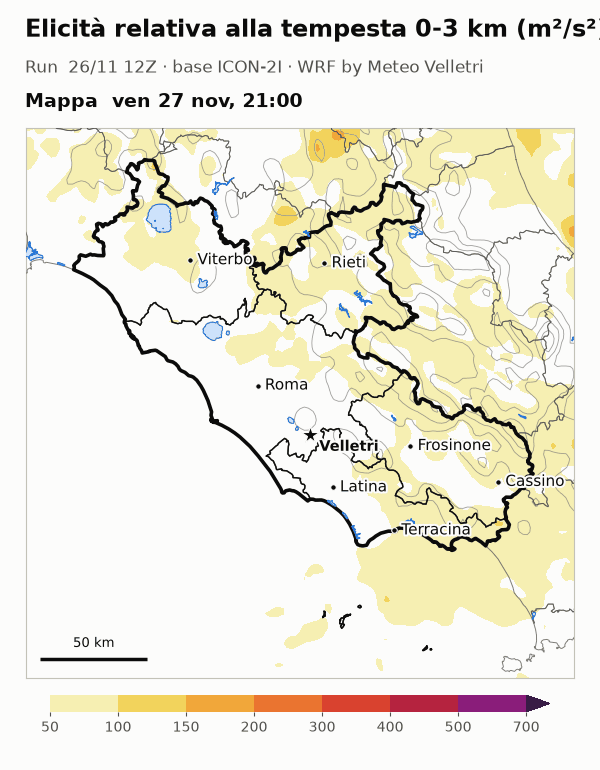 Elicità relativa alla tempesta 0-3 km (m²/s²)
Run 26/11 12Z · base ICON-2I · WRF by Meteo Velletri
Mappa ven 27 nov, 21:00
Viterbo
Rieti
Roma
Velletri
Frosinone
Cassino
Latina
Terracina
50 km
50 100 150 200 300 400 500 700